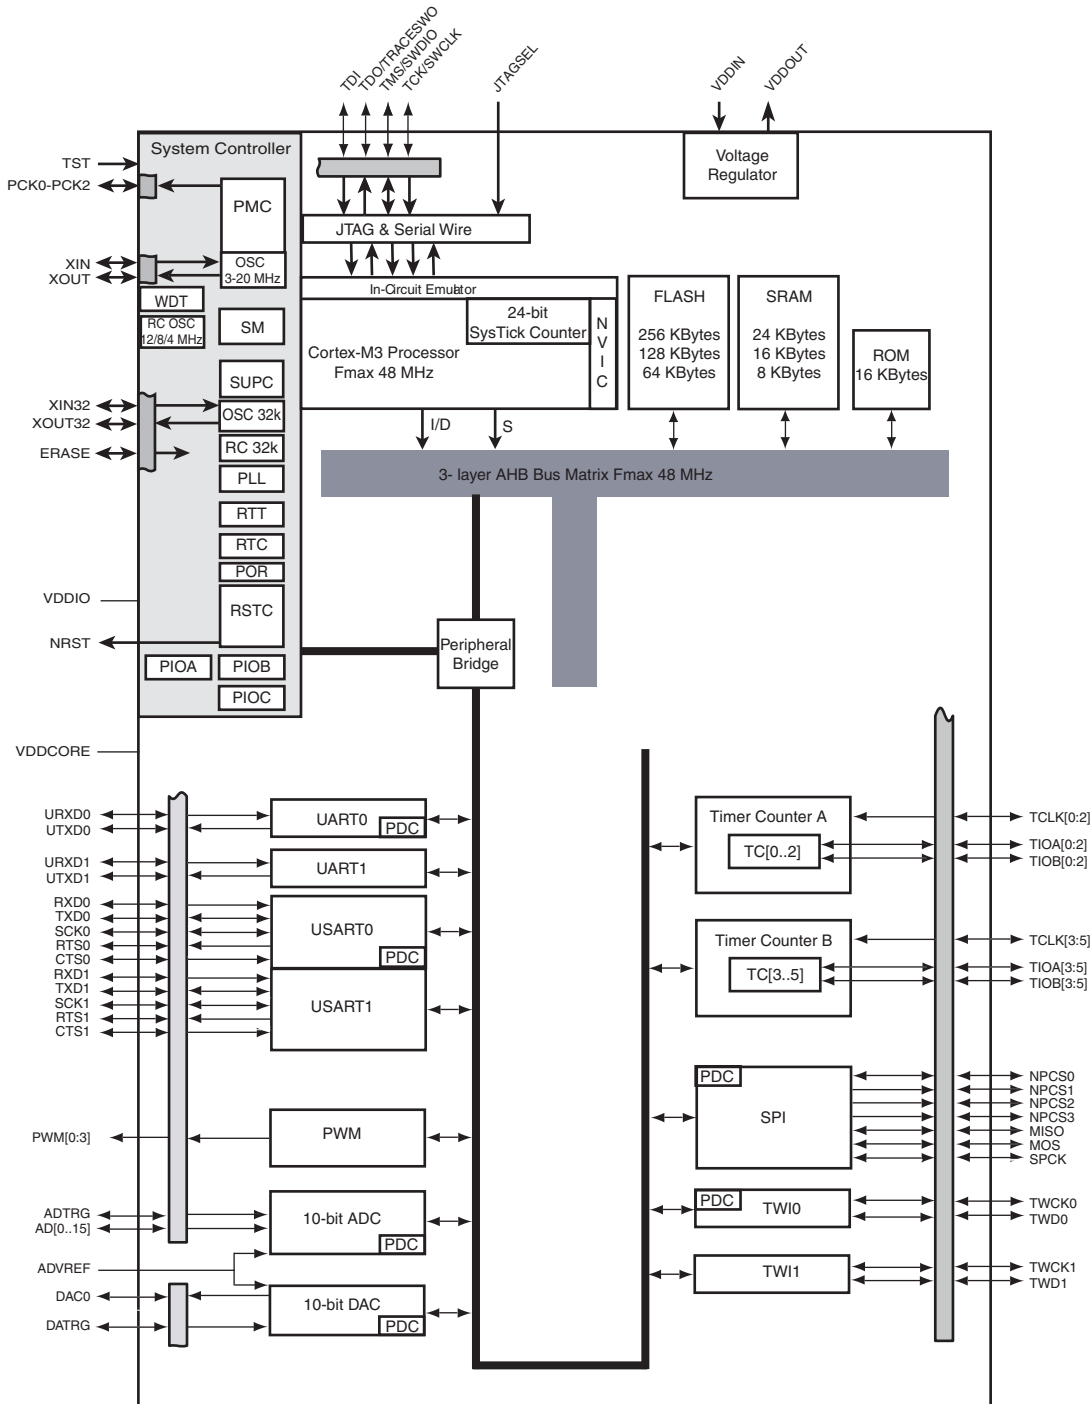 TDI
TDO/TRACESWO
TMS/SWDIO
TCK/SWCLK
JTAGSEL
VDDIN
VDDOUT
System Controller
Voltage
Regulator
TST
PCK0-PCK2
PMC
JTAG & Serial Wire
XIN
XOUT
OSC
3-20 MHz
In-Circuit Emulator
WDT
RC OSC
12/8/4 MHz
SM
24-bit
SysTick Counter
N
V
I
C
Cortex-M3 Processor
Fmax 48 MHz
FLASH
256 KBytes
128 KBytes
64 KBytes
SRAM
24 KBytes
16 KBytes
8 KBytes
ROM
16 KBytes
SUPC
XIN32
XOUT32
OSC 32k
I/D
S
ERASE
RC 32k
PLL
3- layer AHB Bus Matrix Fmax 48 MHz
RTT
RTC
POR
VDDIO
RSTC
NRST
Peripheral
Bridge
PIOA
PIOB
PIOC
VDDCORE
URXD0
UTXD0
UART0
PDC
URXD1
UTXD1
UART1
RXD0
TXD0
SCK0
RTS0
CTS0
USART0
PDC
RXD1
TXD1
SCK1
RTS1
CTS1
USART1
PWM[0:3]
PWM
ADTRG
AD[0..15]
10-bit ADC
PDC
ADVREF
DAC0
DATRG
10-bit DAC
PDC
Timer Counter A
TC[0..2]
TCLK[0:2]
TIOA[0:2]
TIOB[0:2]
Timer Counter B
TC[3..5]
TCLK[3:5]
TIOA[3:5]
TIOB[3:5]
PDC
SPI
NPCS0
NPCS1
NPCS2
NPCS3
MISO
MOS
SPCK
PDC
TWI0
TWCK0
TWD0
TWI1
TWCK1
TWD1